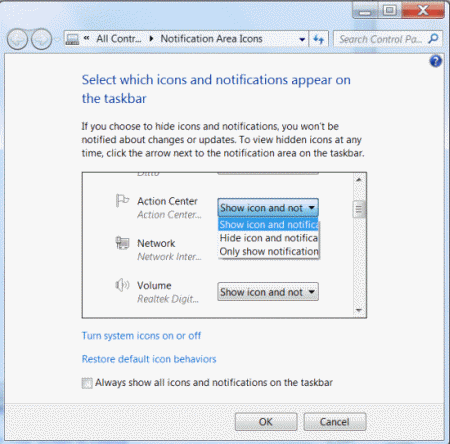 « All Contr... ▸ Notification Area Icons
Search Control Pa...
Select which icons and notifications appear on
the taskbar
If you choose to hide icons and notifications, you won't be
notified about changes or updates. To view hidden icons at any
time, click the arrow next to the notification area on the taskbar.
Ditto
Action Center
Show icon and not
Action Center...
Show icon and notifica
Hide icon and notifica
Only show notification
Network
Network Inter...
Volume
Show icon and not
Realtek Digit...
Turn system icons on or off
Restore default icon behaviors
Always show all icons and notifications on the taskbar
OK
Cancel